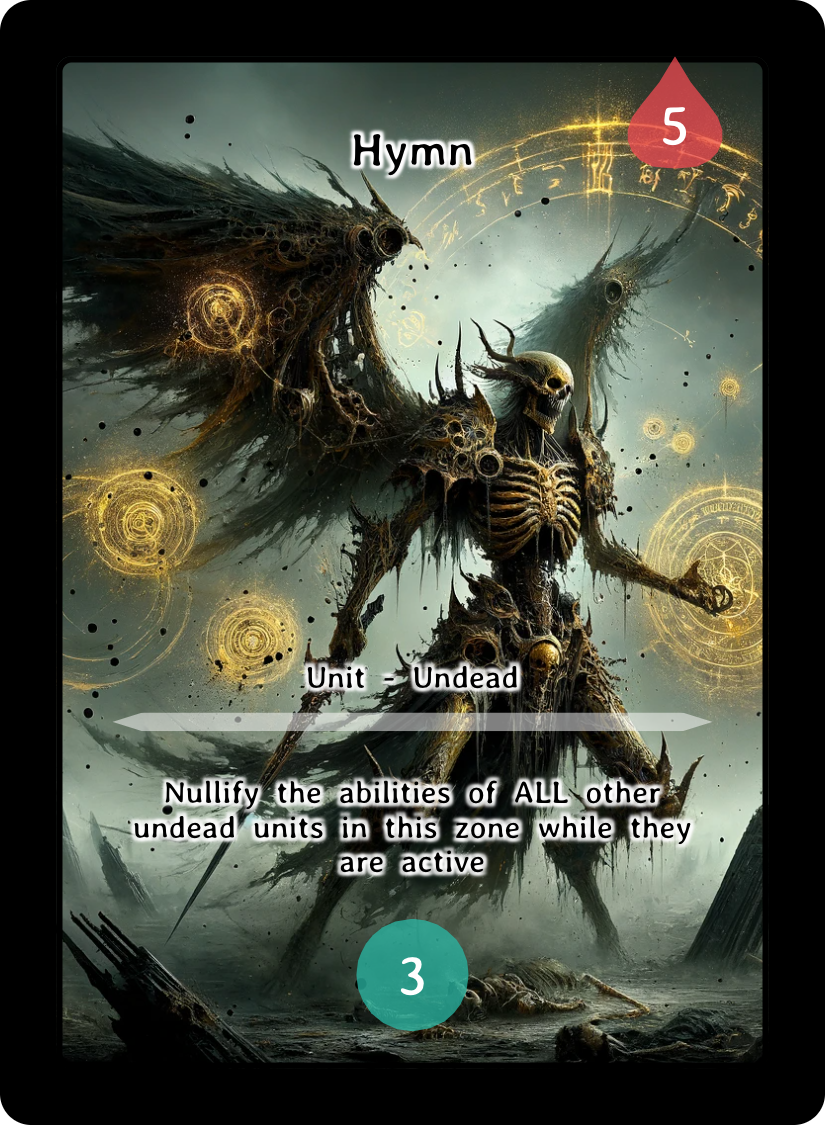 5
Hymn
Unit - Undead
Nullify the abilities of ALL other
undead units in this zone while they
are active
3